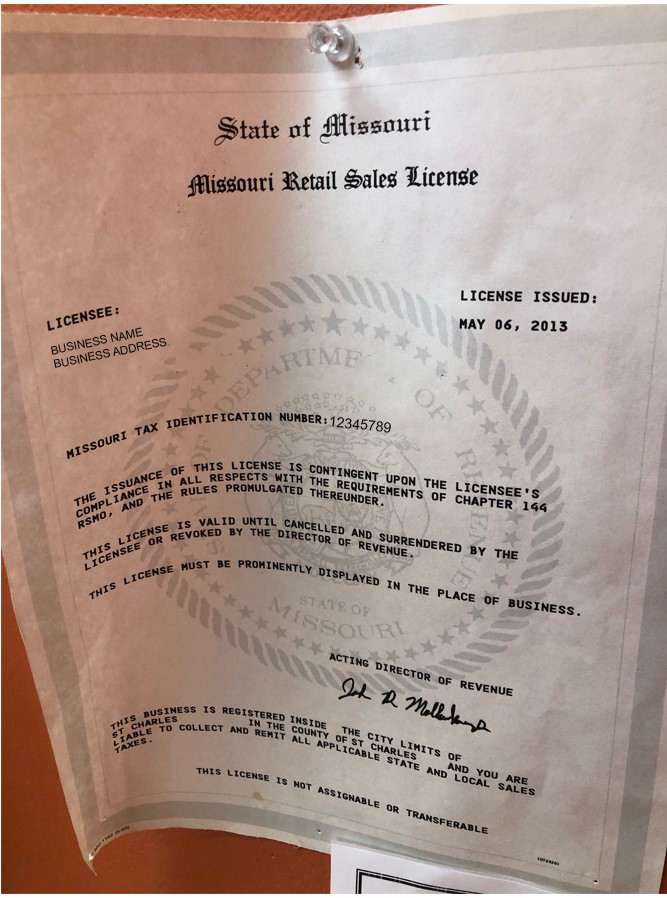 State of Missouri
Missouri Retail Sales License
LICENSEE:
BUSINESS NAME
BUSINESS ADDRESS
LICENSE ISSUED:
MAY 06, 2013
MISSOURI TAX IDENTIFICATION NUMBER:12345789
THE ISSUANCE OF THIS LICENSE IS CONTINGENT UPON THE LICENSEE'S
COMPLIANCE IN ALL RESPECTS WITH THE REQUIREMENTS OF CHAPTER 144
RSMO, AND THE RULES PROMULGATED THEREUNDER.
THIS LICENSE IS VALID UNTIL CANCELLED AND SURRENDERED BY THE
LICENSEE OR REVOKED BY THE DIRECTOR OF REVENUE.
THIS LICENSE MUST BE PROMINENTLY DISPLAYED IN THE PLACE OF BUSINESS.
DEPARTME OF REVENUE
STATE OF
MISSOURI
ACTING DIRECTOR OF REVENUE
THIS BUSINESS IS REGISTERED INSIDE THE CITY LIMITS OF
ST CHARLES IN THE COUNTY OF ST CHARLES AND YOU ARE
LIABLE TO COLLECT AND REMIT ALL APPLICABLE STATE AND LOCAL SALES
TAXES.
THIS LICENSE IS NOT ASSIGNABLE OR TRANSFERABLE